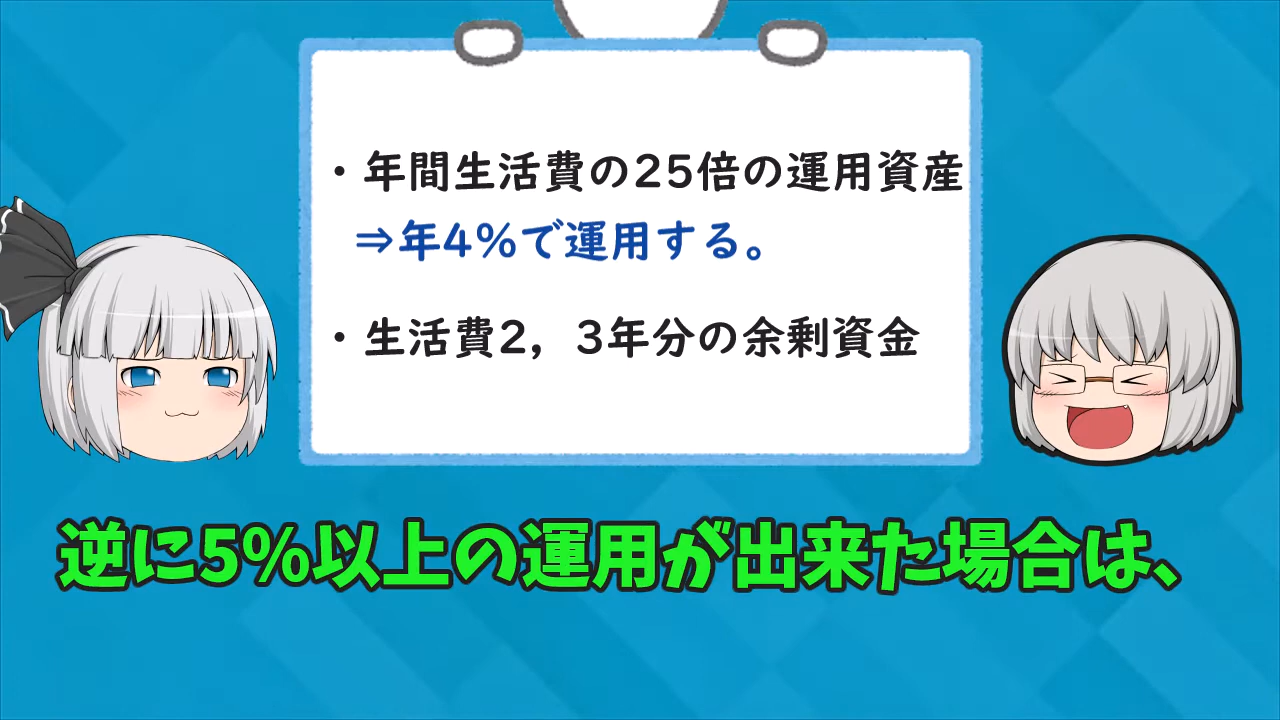 ・年間生活費の25倍の運用資産
⇒年4％で運用する。
・生活費2，3年分の余剰資金
逆に5%以上の運用が出来た場合は、